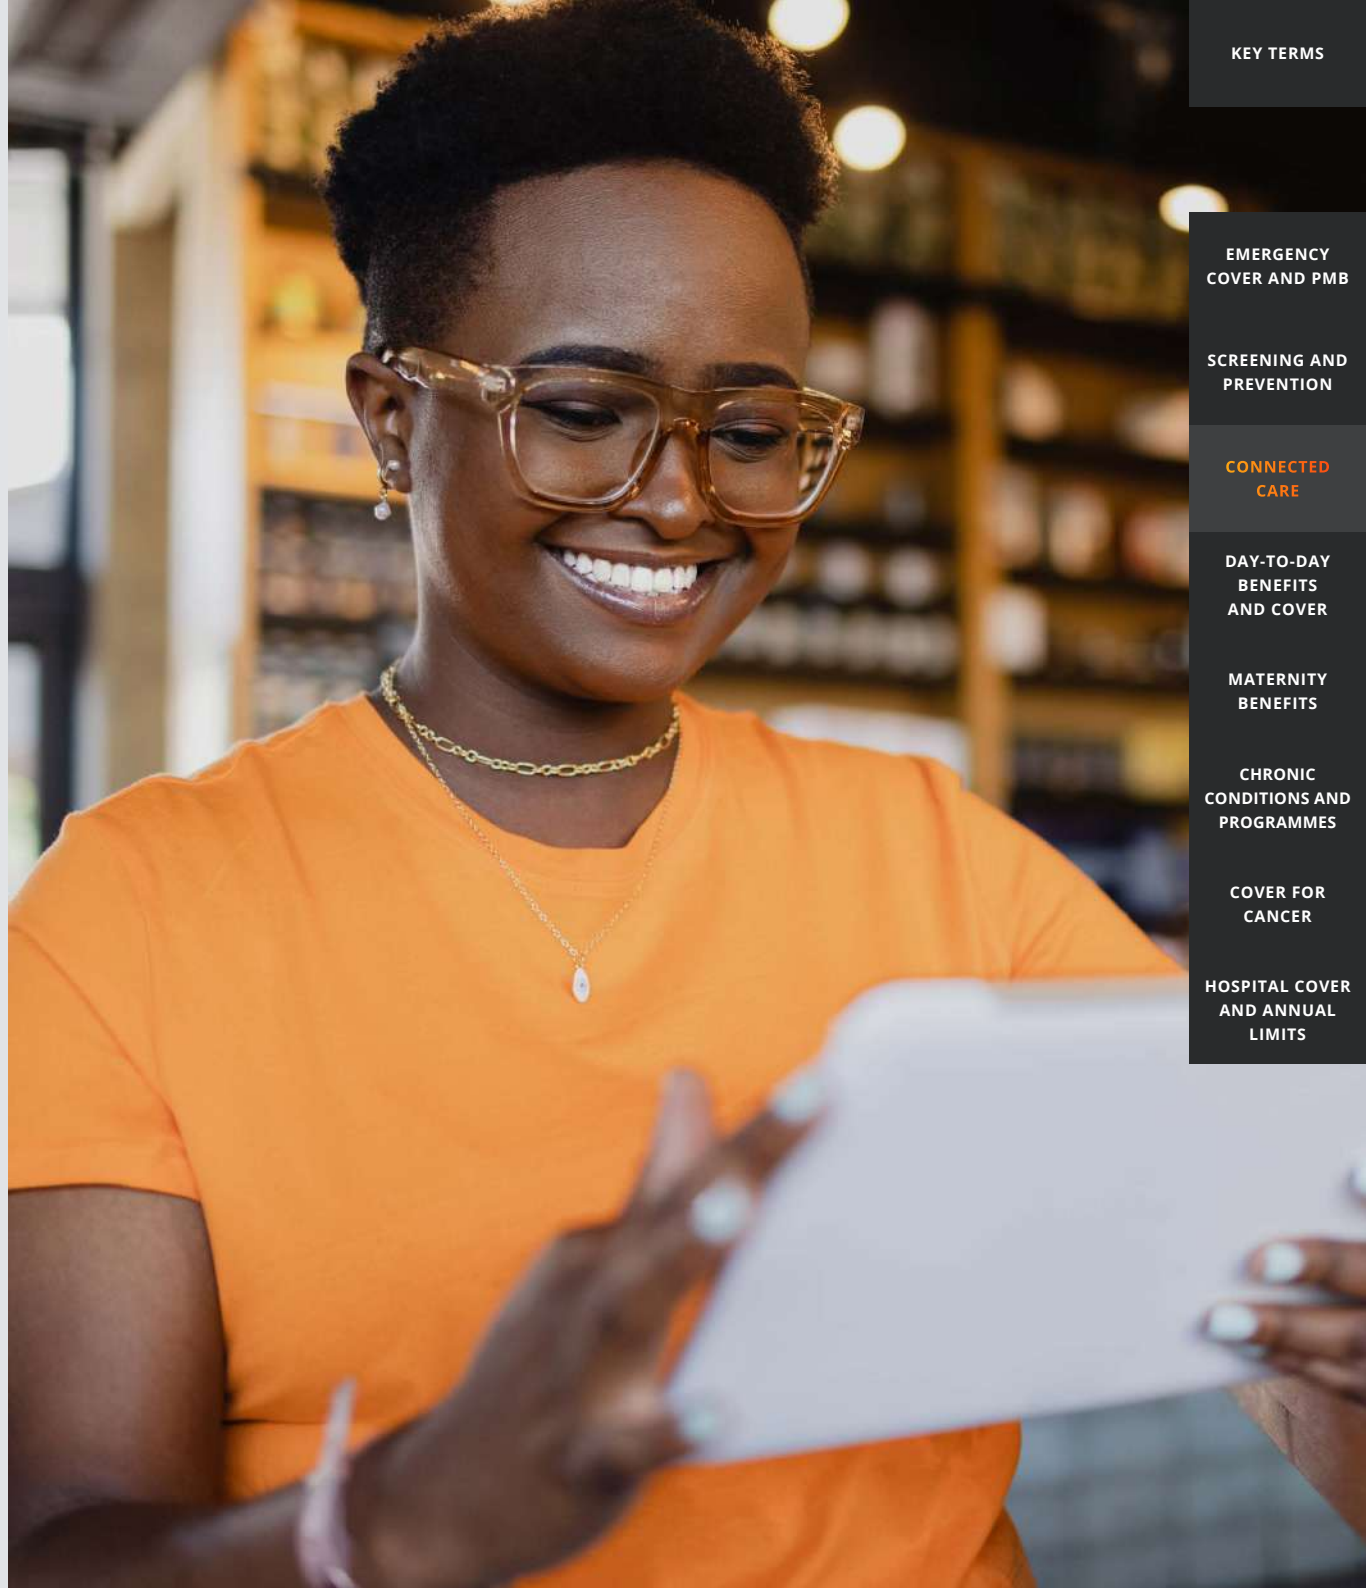 KEY TERMS
EMERGENCY
COVER AND PMB
SCREENING AND
PREVENTION
CONNECTED
CARE
DAY-TO-DAY
BENEFITS
AND COVER
MATERNITY
BENEFITS
CHRONIC
CONDITIONS AND
PROGRAMMES
COVER FOR
CANCER
HOSPITAL COVER
AND ANNUAL
LIMITS